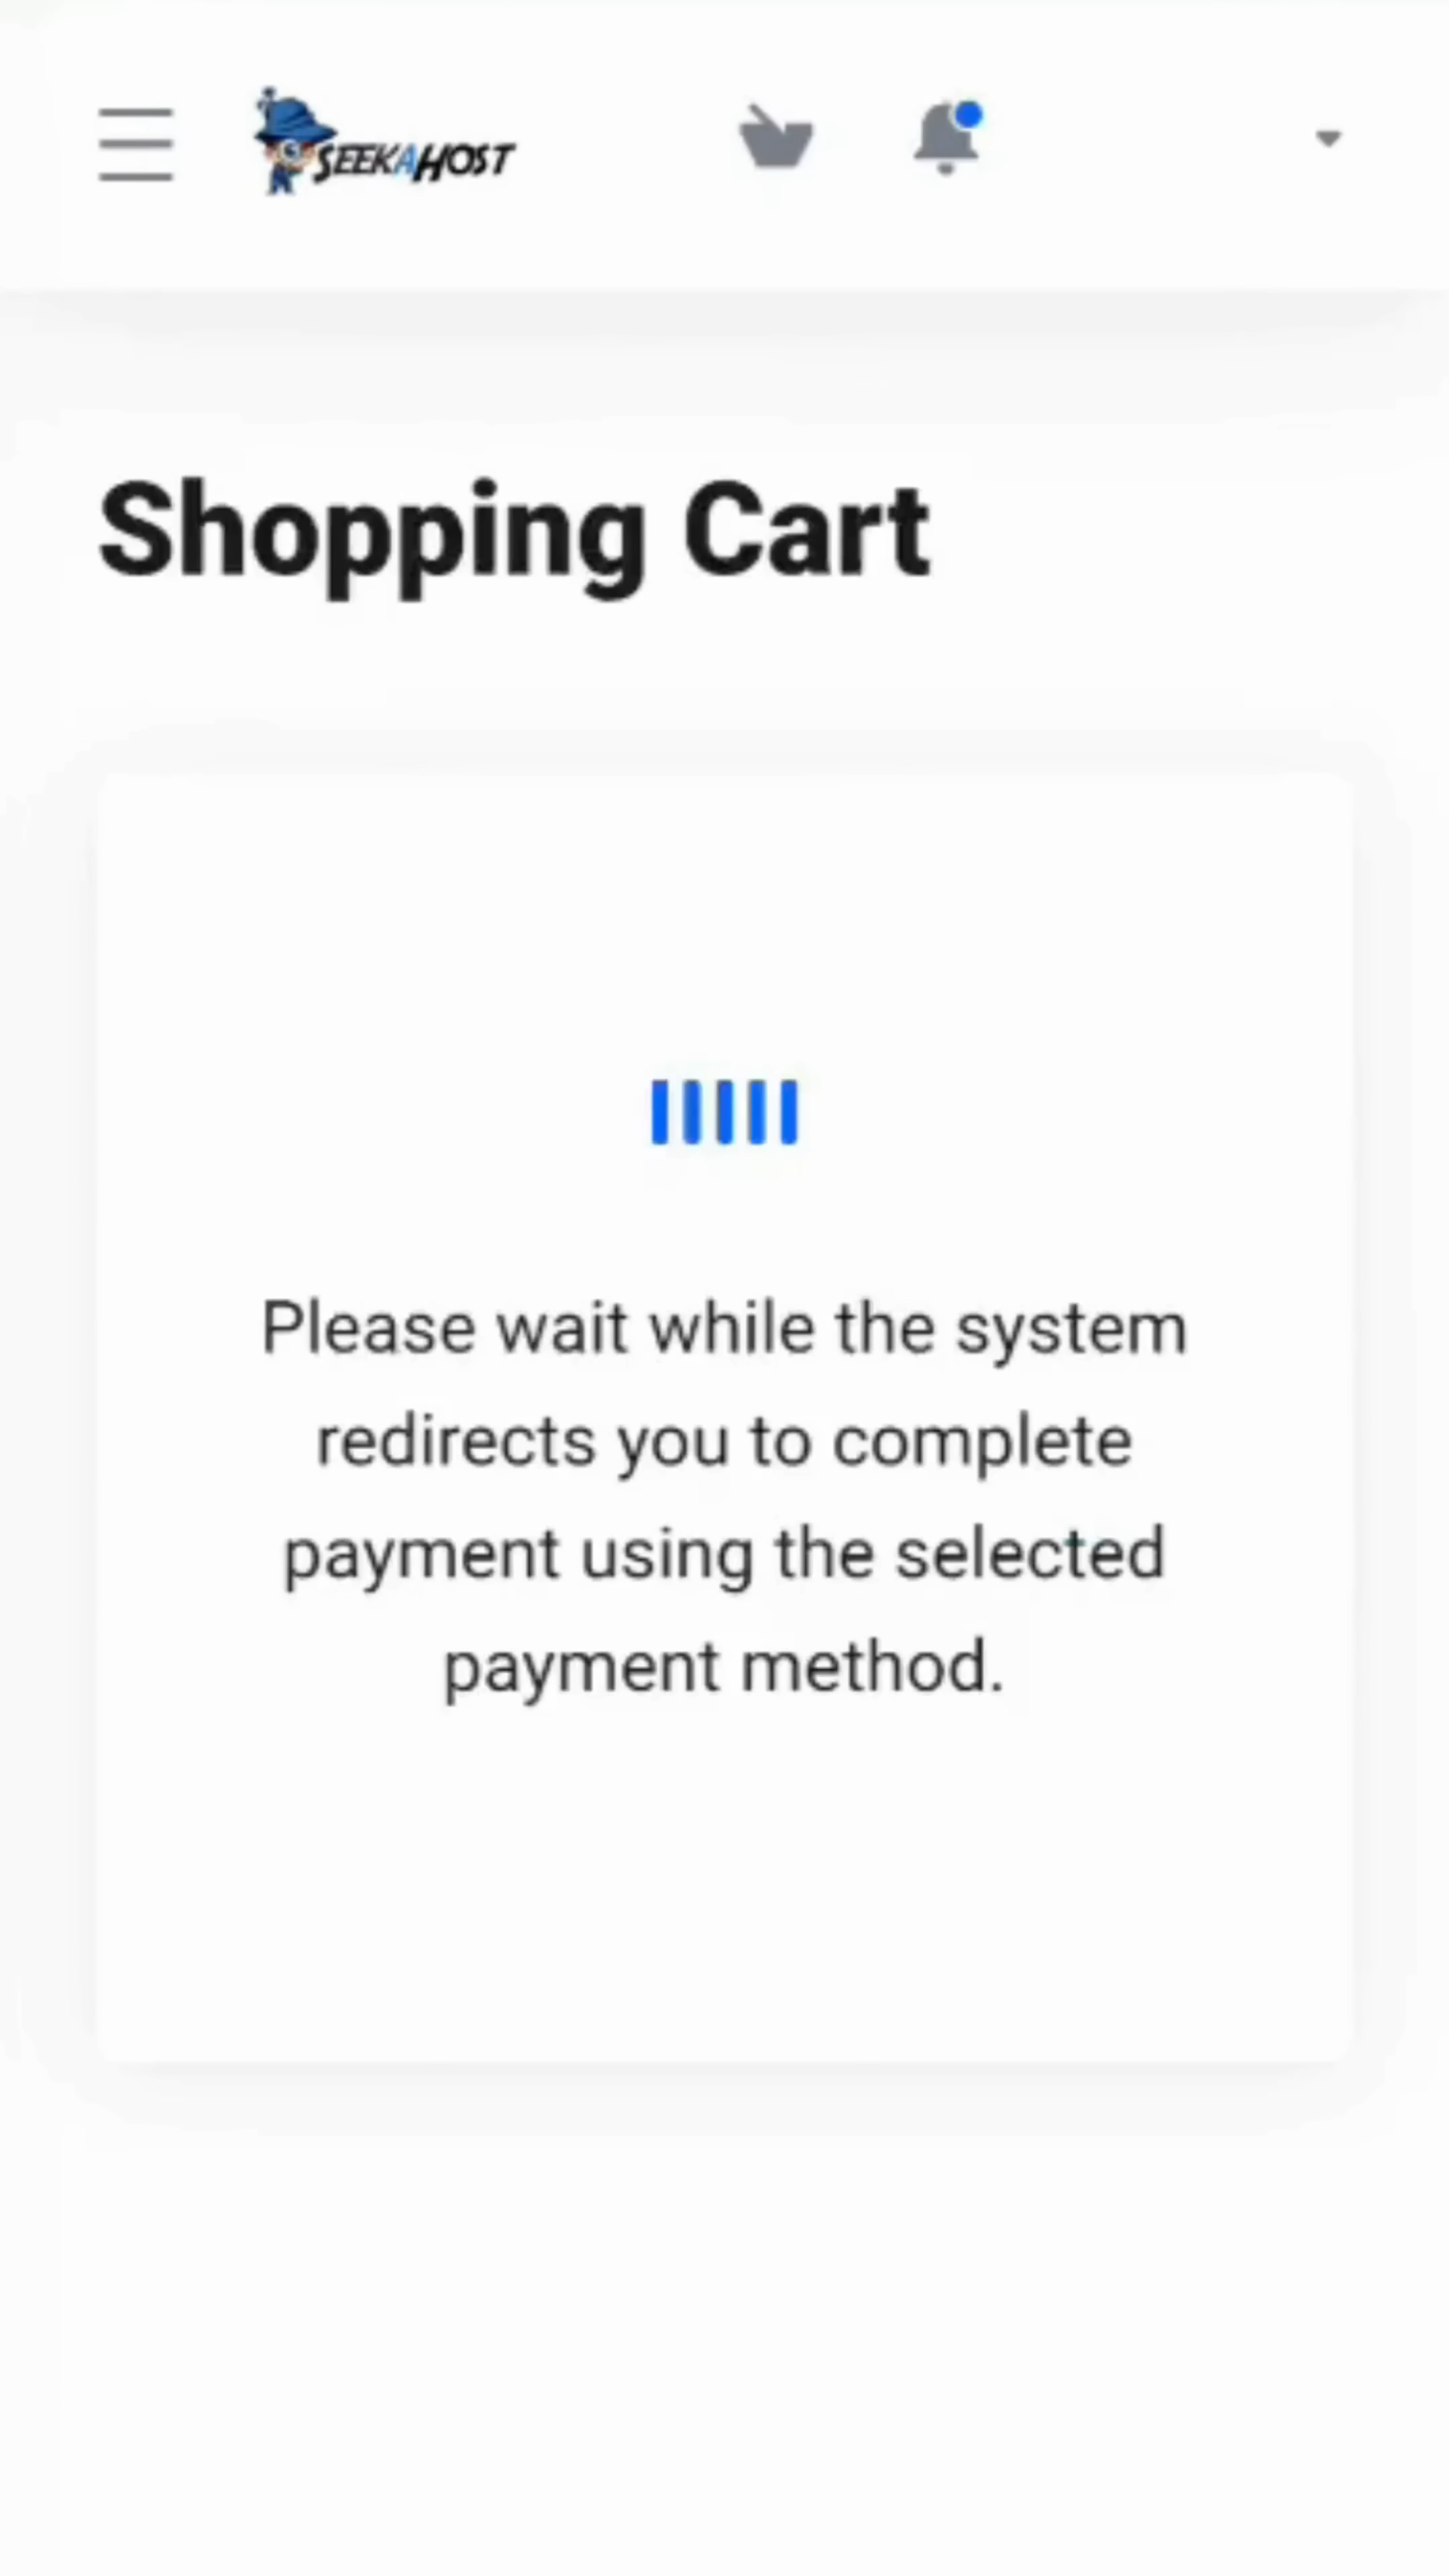 SEEKAHOST
Shopping Cart
Please wait while the system
redirects you to complete
payment using the selected
payment method.